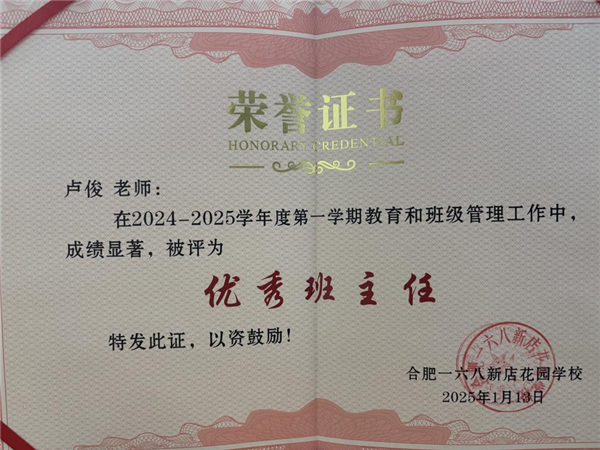 荣誉证书
HONORARY CREDENTIAL
卢俊 老师：
在2024-2025学年度第一学期教育和班级管理工作中，
成绩显著，被评为
优秀班主任
特发此证，以资鼓励！
合肥一六八新店花园学校
2025年1月13日